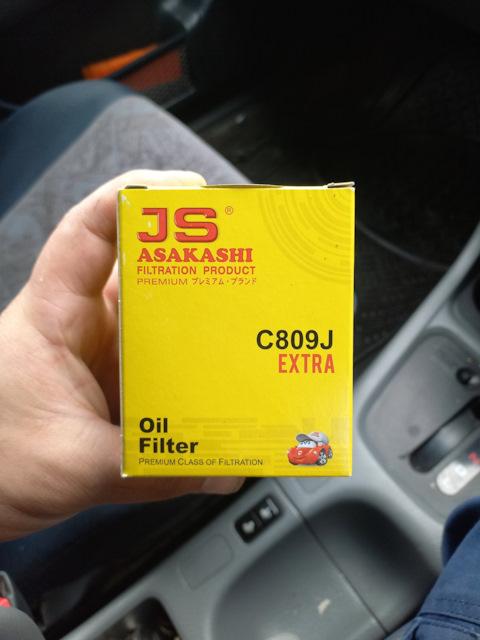 JS®
ASAKASHI
FILTRATION PRODUCT
PREMIUM プレミアム・ブランド
C809J
EXTRA
Oil
Filter
PREMIUM CLASS OF FILTRATION